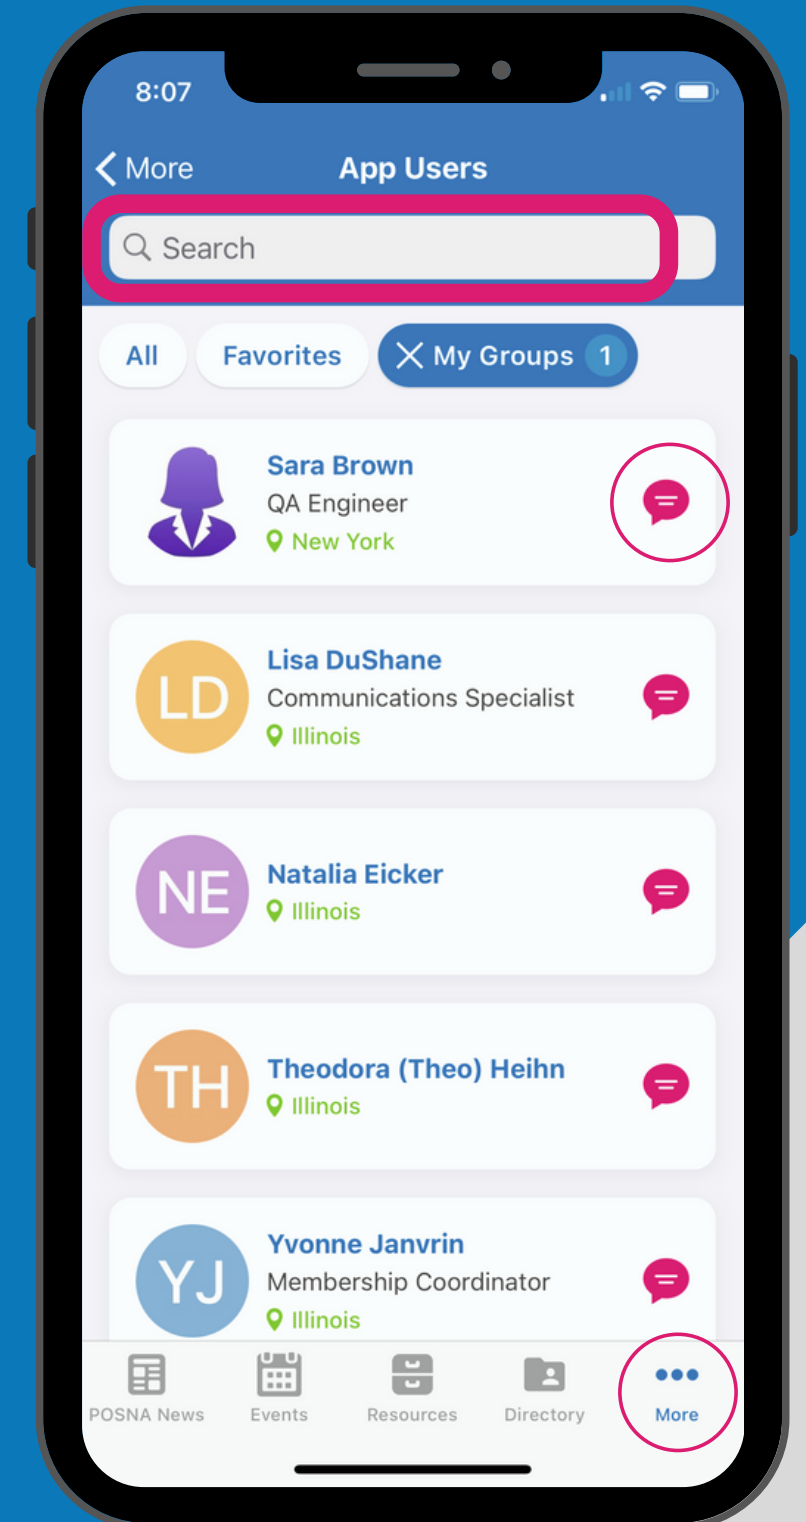 8:07
More
App Users
Search
All
Favorites
My Groups 1
Sara Brown
QA Engineer
New York
LD
Lisa DuShane
Communications Specialist
Illinois
NE
Natalia Eicker
Illinois
TH
Theodora (Theo) Heihn
Illinois
YJ
Yvonne Janvrin
Membership Coordinator
Illinois
POSNA News
Events
Resources
Directory
More